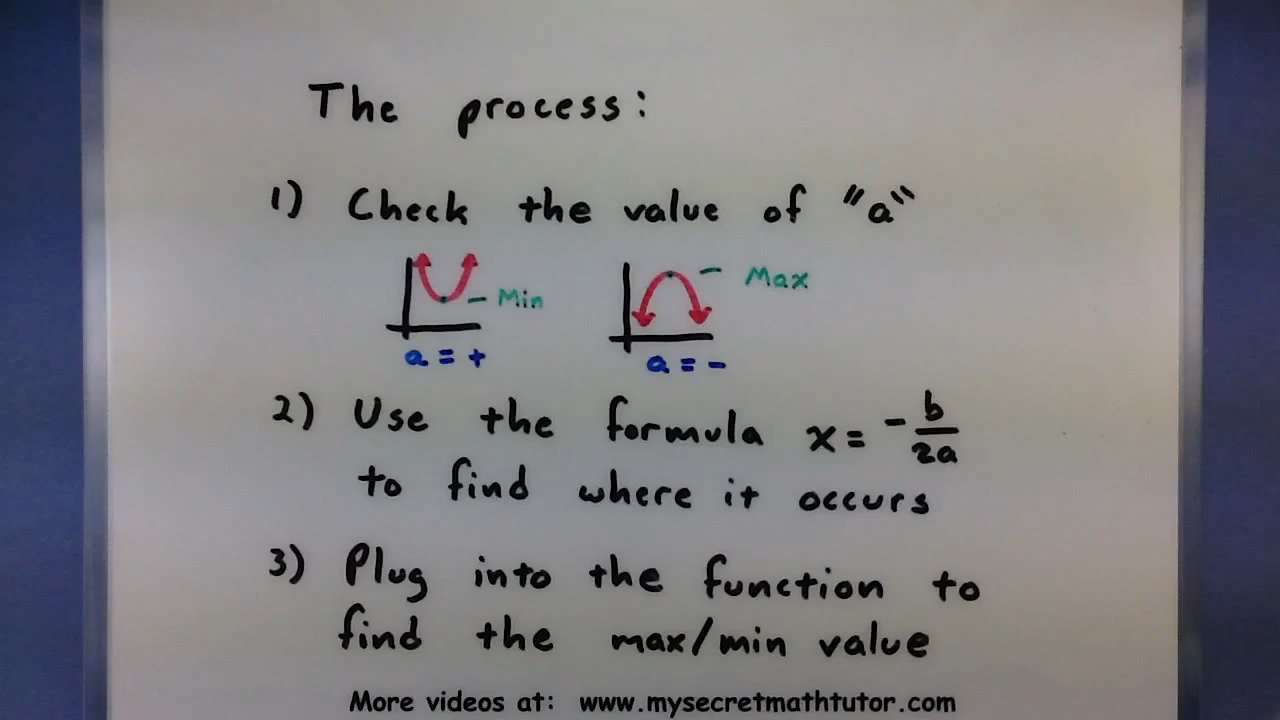 The process:
1) Check the value of "a"
Min
Max
a = +
a = -
2) Use the formula x = - b/2a
to find where it occurs
3) Plug into the function to
find the max/min value
More videos at: www.mysecretmathtutor.com